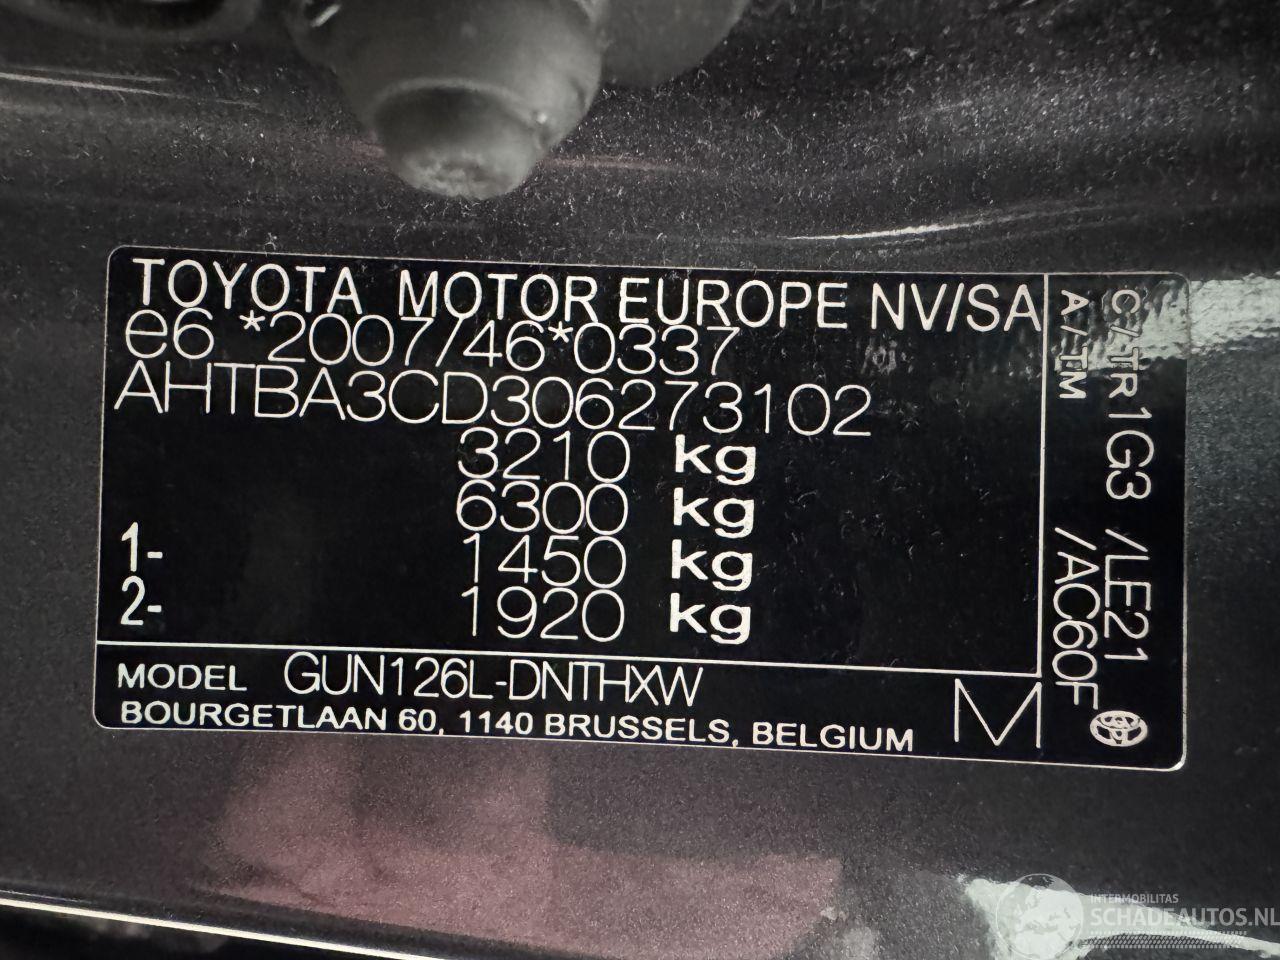 TOYOTA MOTOR EUROPE NV/SA
e6 *2007/46*0337
AHTBA3CD306273102
3210 kg
6300 kg
1- 1450 kg
2- 1920 kg
MODEL GUN126L-DNTHXW
BOURGETLAAN 60, 1140 BRUSSELS, BELGIUM
M
C/TR 1G3 /LE21
A/TM /AC60F
INTERMOBILITAS
SCHADEAUTOS.NL